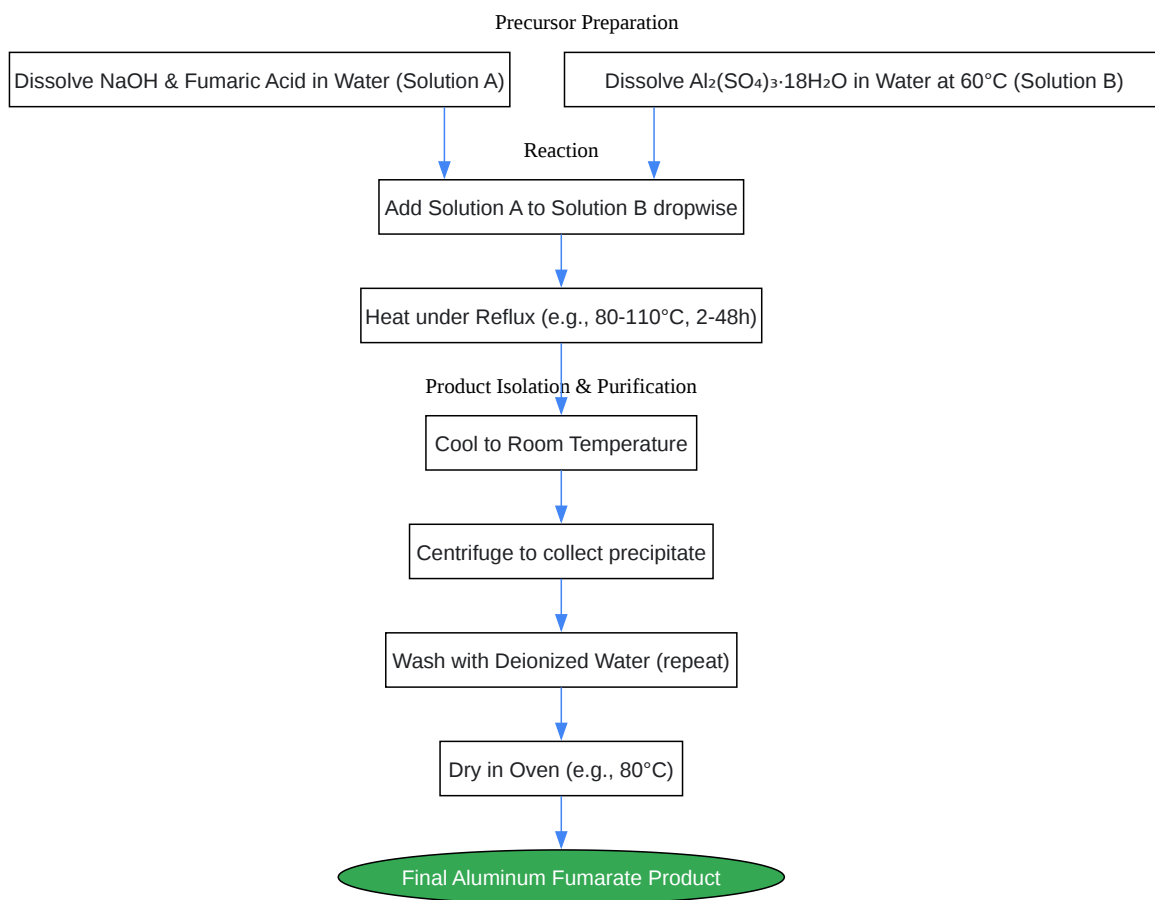 Precursor Preparation
Dissolve NaOH & Fumaric Acid in Water (Solution A)
Dissolve Al₂(SO₄)₃·18H₂O in Water at 60°C (Solution B)
Reaction
Add Solution A to Solution B dropwise
Heat under Reflux (e.g., 80-110°C, 2-48h)
Product Isolation & Purification
Cool to Room Temperature
Centrifuge to collect precipitate
Wash with Deionized Water (repeat)
Dry in Oven (e.g., 80°C)
Final Aluminum Fumarate Product